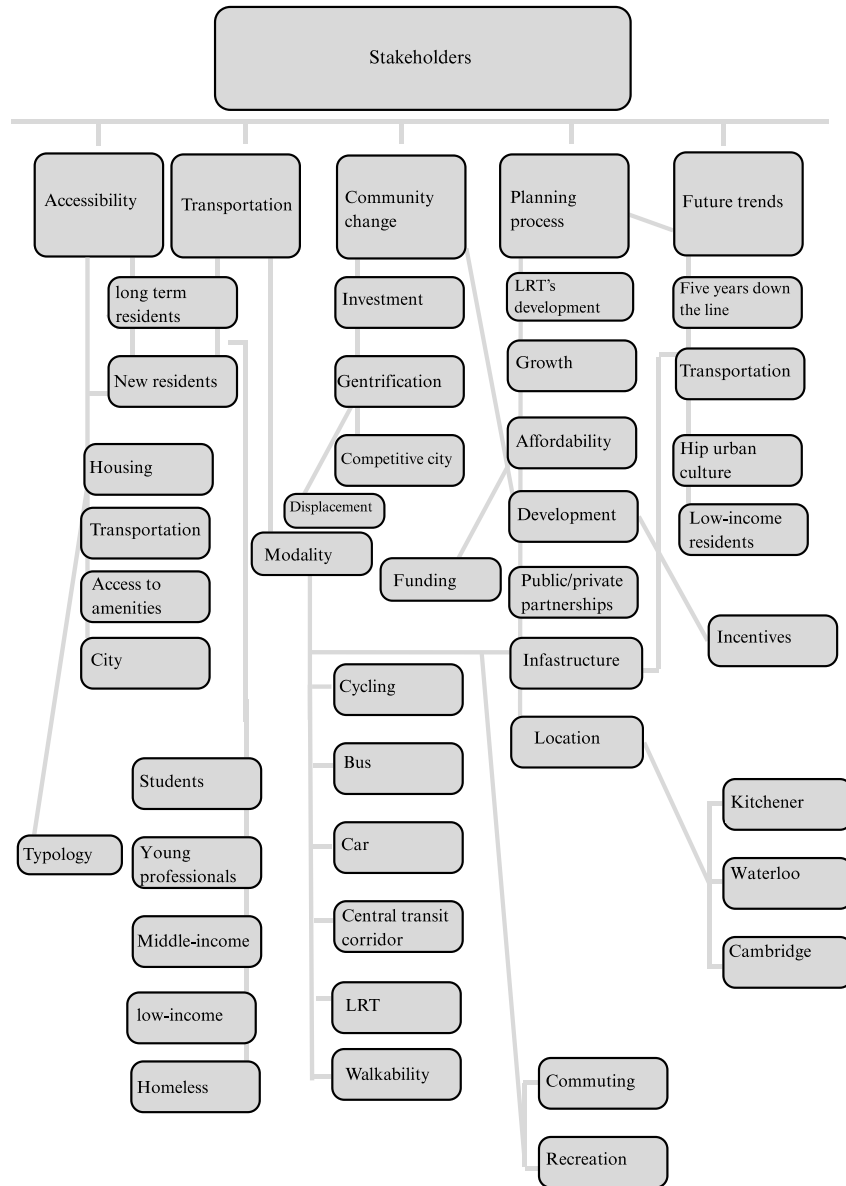 Stakeholders
Accessibility
Transportation
Community
change
Planning
process
Future trends
long term
residents
New residents
Housing
Transportation
Access to
amenities
City
Typology
Students
Young
professionals
Middle-income
low-income
Homeless
Investment
Gentrification
Competitive city
Displacement
Modality
Funding
Cycling
Bus
Car
Central transit
corridor
LRT
Walkability
LRT's
development
Growth
Affordability
Development
Public/private
partnerships
Infastructure
Location
Commuting
Recreation
Five years down
the line
Transportation
Hip urban
culture
Low-income
residents
Incentives
Kitchener
Waterloo
Cambridge